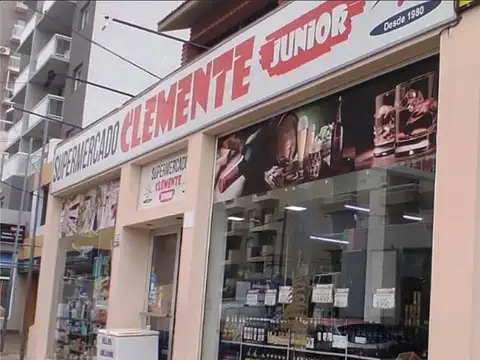 SUPERMERCADO CLEMENTE JUNIOR
Desde 1980
SUPERMERCADO
CLEMENTE
JUNIOR